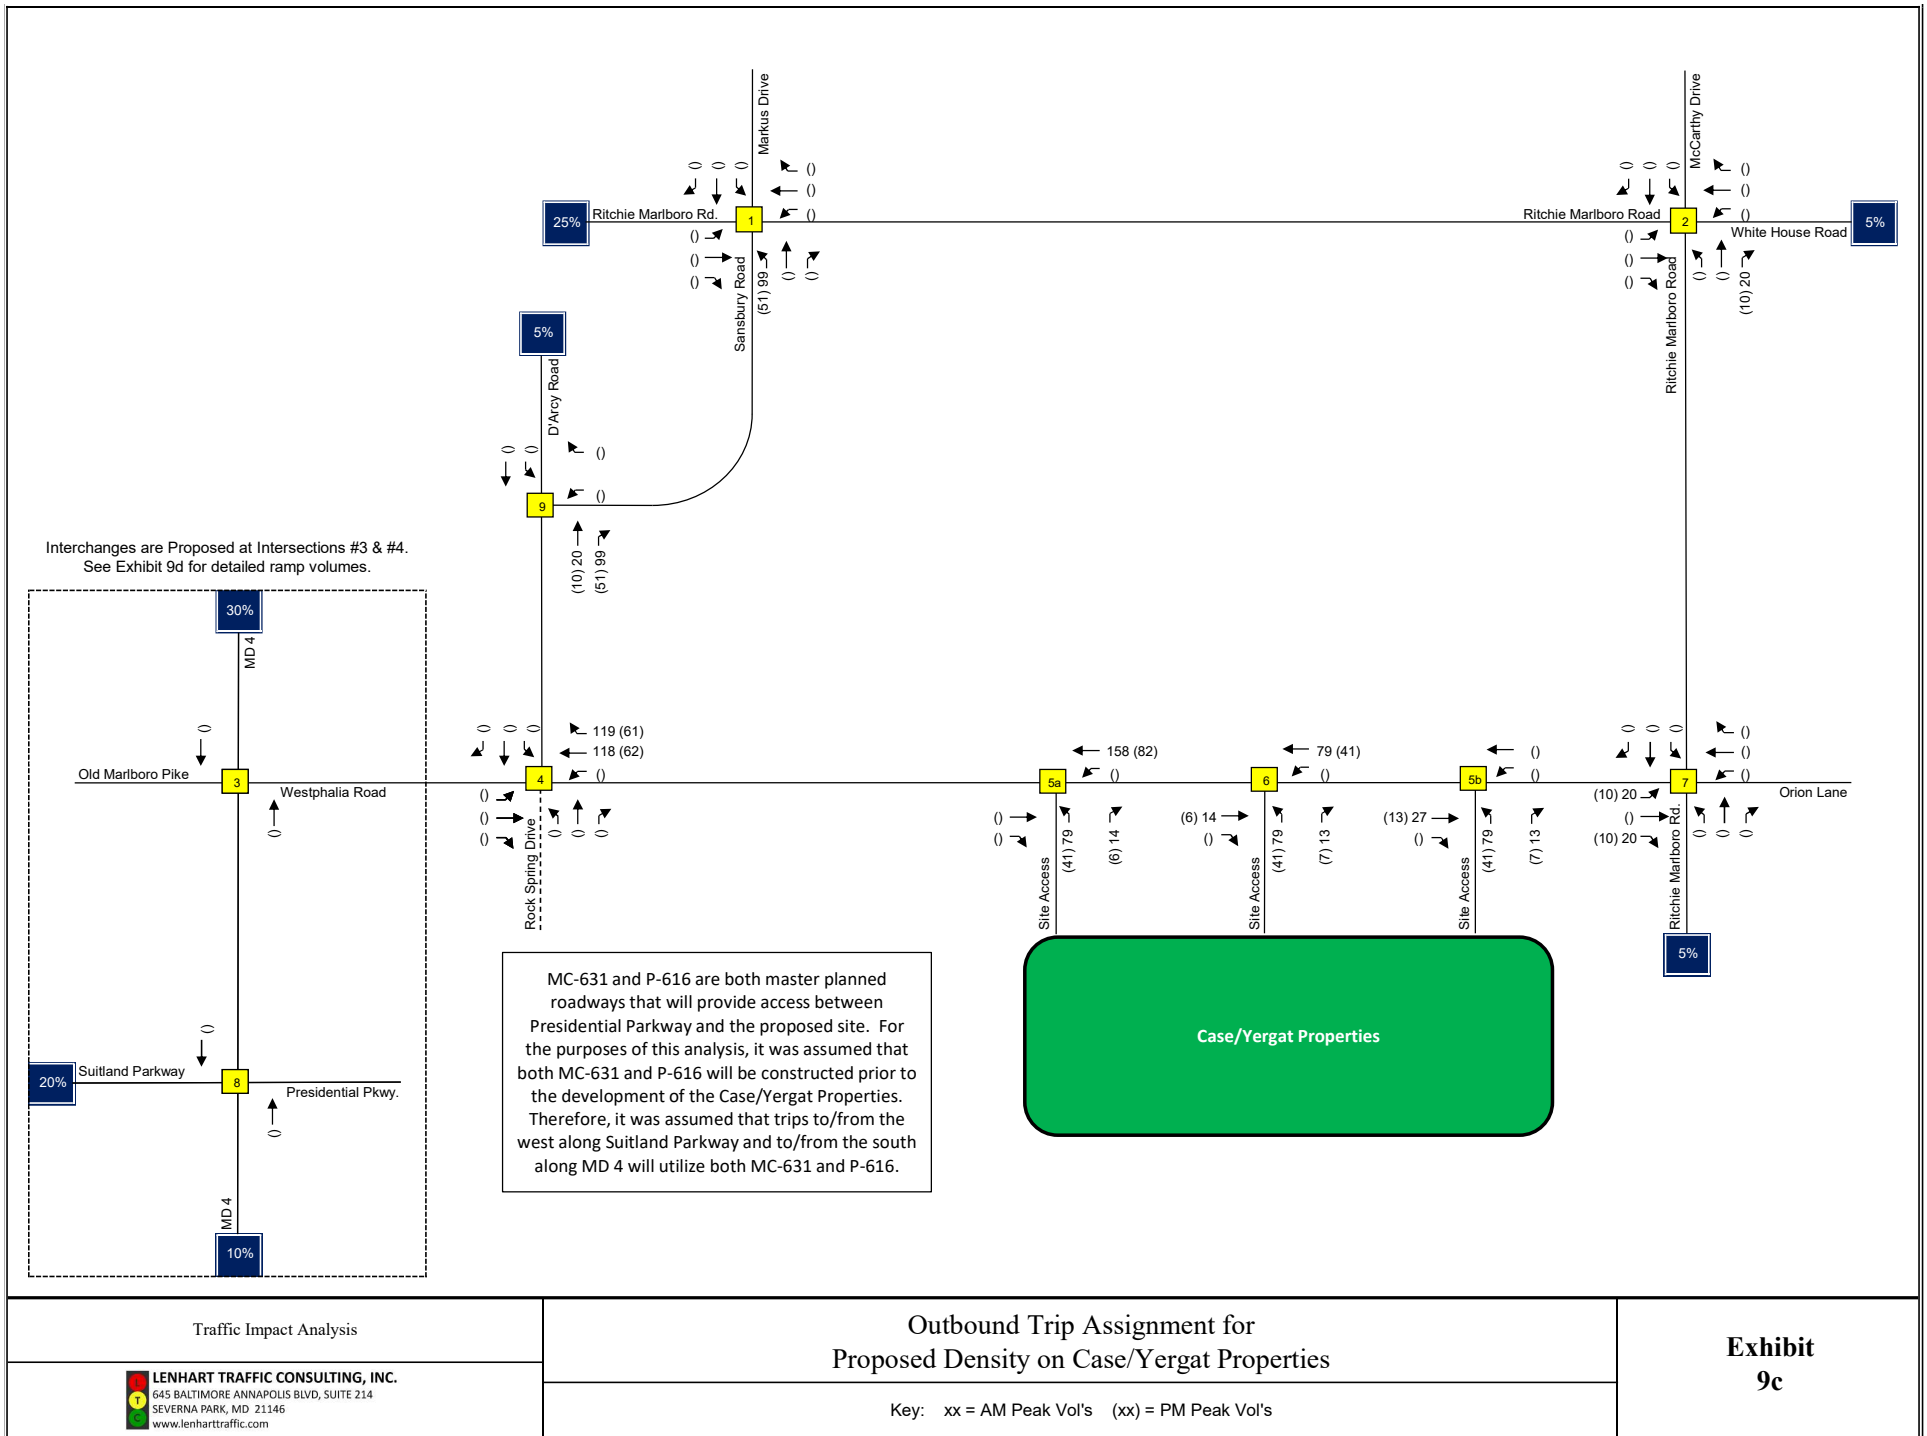 Markus Drive
()
()
()
()
()
()
25%
Ritchie Marlboro Rd.
1
()
()
()
Sansbury Road
(51) 99
()
()
McCarthy Drive
()
()
()
()
()
()
Ritchie Marlboro Road
2
White House Road
5%
()
()
()
Ritchie Marlboro Road
()
()
(10) 20
5%
D'Arcy Road
()
()
()
()
9
(10) 20
(51) 99
Interchanges are Proposed at Intersections #3 & #4.
See Exhibit 9d for detailed ramp volumes.
30%
MD 4
()
Old Marlboro Pike
3
Westphalia Road
()
()
()
()
119 (61)
118 (62)
()
4
()
()
()
Rock Spring Drive
()
()
()
158 (82)
()
5a
()
()
(41) 79
(6) 14
Site Access
79 (41)
()
6
(6) 14
()
(41) 79
(7) 13
Site Access
()
()
5b
(13) 27
()
(41) 79
(7) 13
Site Access
()
()
()
()
()
()
7
Orion Lane
(10) 20
()
(10) 20
Ritchie Marlboro Rd.
()
()
()
5%
()
20%
Suitland Parkway
8
Presidential Pkwy.
()
MD 4
10%
MC-631 and P-616 are both master planned
roadways that will provide access between
Presidential Parkway and the proposed site. For
the purposes of this analysis, it was assumed that
both MC-631 and P-616 will be constructed prior to
the development of the Case/Yergat Properties.
Therefore, it was assumed that trips to/from the
west along Suitland Parkway and to/from the south
along MD 4 will utilize both MC-631 and P-616.
Case/Yergat Properties
Traffic Impact Analysis
L
T
C
LENHART TRAFFIC CONSULTING, INC.
645 BALTIMORE ANNAPOLIS BLVD, SUITE 214
SEVERNA PARK, MD 21146
www.lenharttraffic.com
Outbound Trip Assignment for
Proposed Density on Case/Yergat Properties
Key: xx = AM Peak Vol's (xx) = PM Peak Vol's
Exhibit
9c